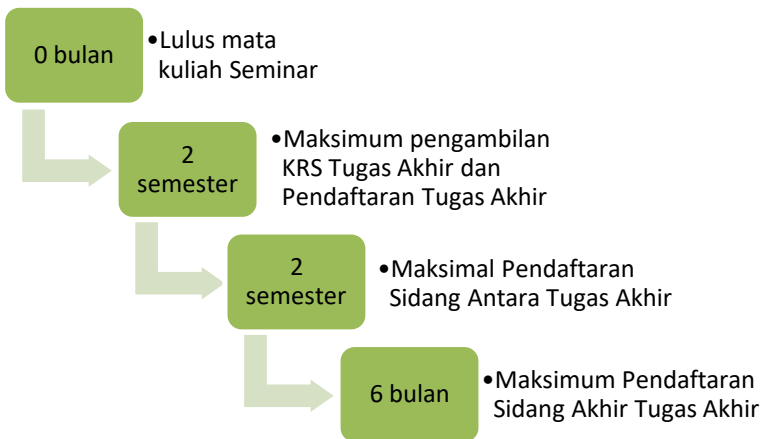 0 bulan
•Lulus mata
kuliah Seminar
2
semester
•Maksimum pengambilan
KRS Tugas Akhir dan
Pendaftaran Tugas Akhir
2
semester
•Maksimal Pendaftaran
Sidang Antara Tugas Akhir
6 bulan
•Maksimum Pendaftaran
Sidang Akhir Tugas Akhir